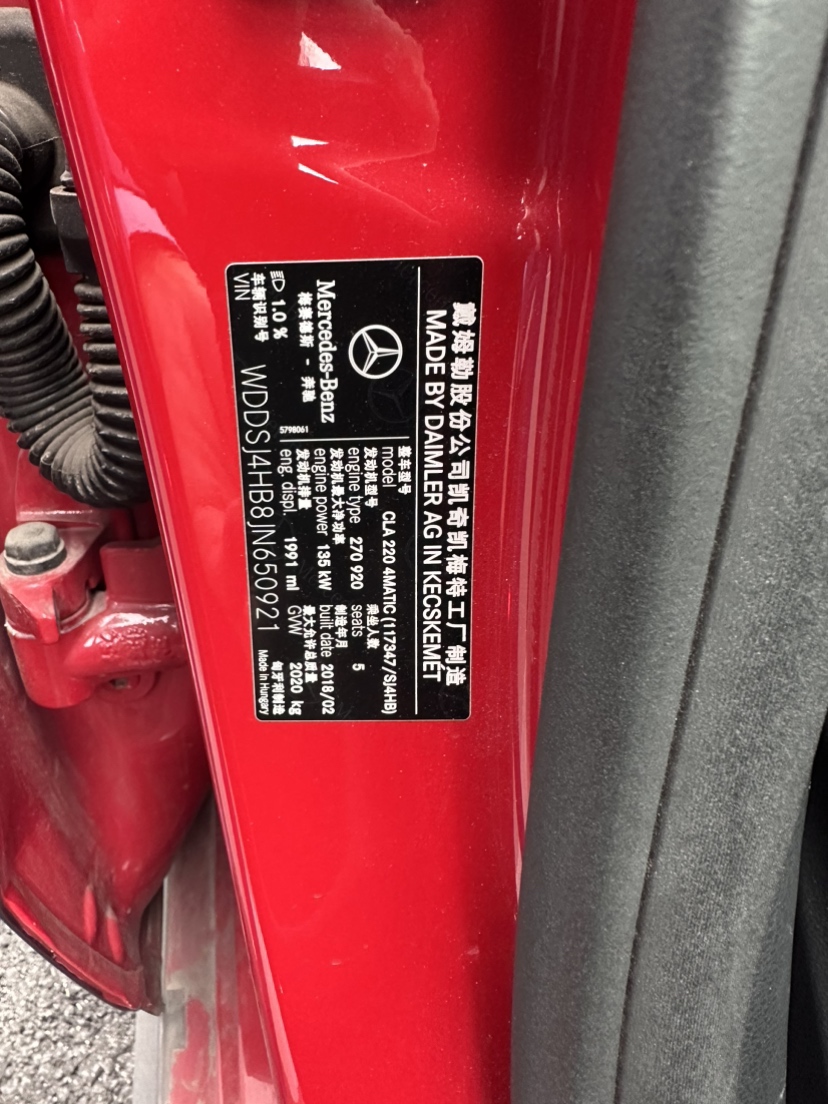 戴姆勒股份公司凯奇凯梅特工厂制造
MADE BY DAIMLER AG IN KECSKEMÉT
Mercedes-Benz
梅赛德斯 - 奔驰
1.0 %
5798061
整车型号
model CLA 220 4MATIC (117347/SJ4HB)
发动机型号 乘坐人数
engine type 270 920 seats 5
发动机最大净功率 制造年月
engine power 135 kW built date 2018/02
发动机排量 最大允许总质量
eng. displ. 1991 ml GVW 2020 kg
车辆识别号
VIN WDDSJ4HB8JN650921
匈牙利制造
Made in Hungary